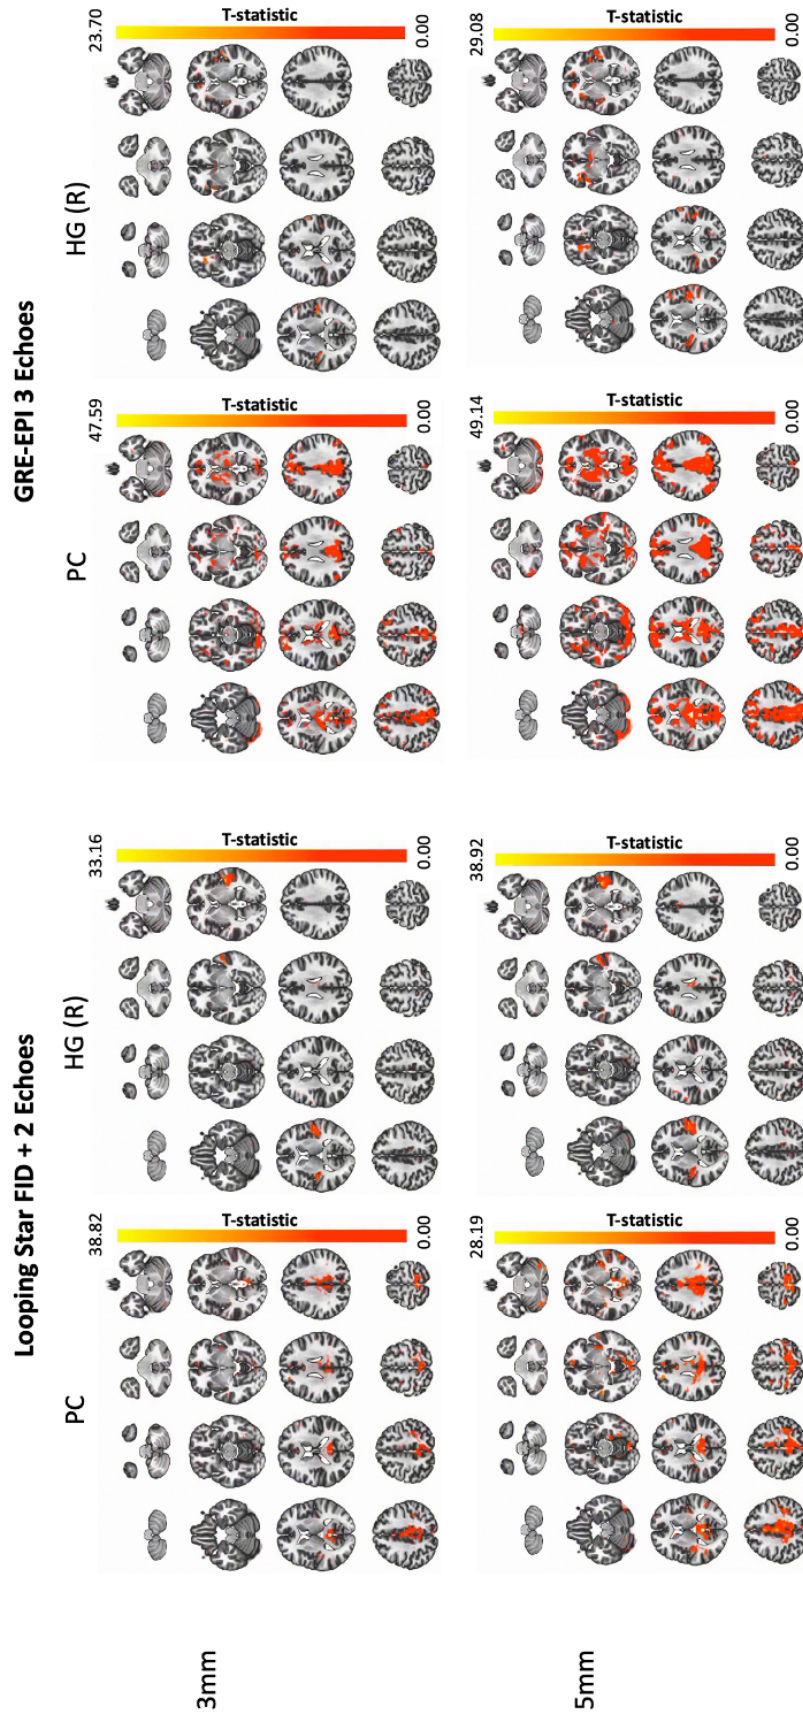 Looping Star FID + 2 Echoes
GRE-EPI 3 Echoes
PC
HG (R)
PC
HG (R)
3mm
38.82
T-statistic
0.00
33.16
T-statistic
0.00
47.59
T-statistic
0.00
23.70
T-statistic
0.00
5mm
28.19
T-statistic
0.00
38.92
T-statistic
0.00
49.14
T-statistic
0.00
29.08
T-statistic
0.00